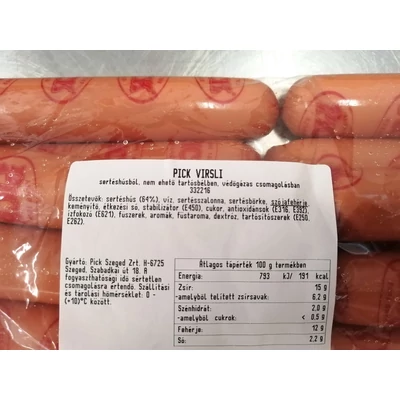 PICK VIRSLI
sertéshúsból, nem ehető tartósbélben, védőgázas csomagolásban
332216
Összetevők: sertéshús (64%), víz, sertésszalonna, sertésbőrke, szójafehérje,
keményítő, étkezési só, stabilizátor (E450), cukor, antioxidánsok (E316, E392),
ízfokozó (E621), fűszerek, aromák, füstaroma, dextróz, tartósítószerek (E250,
E262).
Gyártó: Pick Szeged Zrt. H-6725
Szeged, Szabadkai út 18. A
fogyaszthatósági idő sértetlen
csomagolásra értendő. Szállítási
és tárolási hőmérséklet: 0 -
(+10)°C között.
Átlagos tápérték 100 g termékben
Energia: 793 kJ/ 191 kcal
Zsír: 15 g
-amelyből telített zsírsavak: 6,2 g
Szénhidrát: 2,0 g
-amelyből cukrok: < 0,5 g
Fehérje: 12 g
Só: 2,2 g